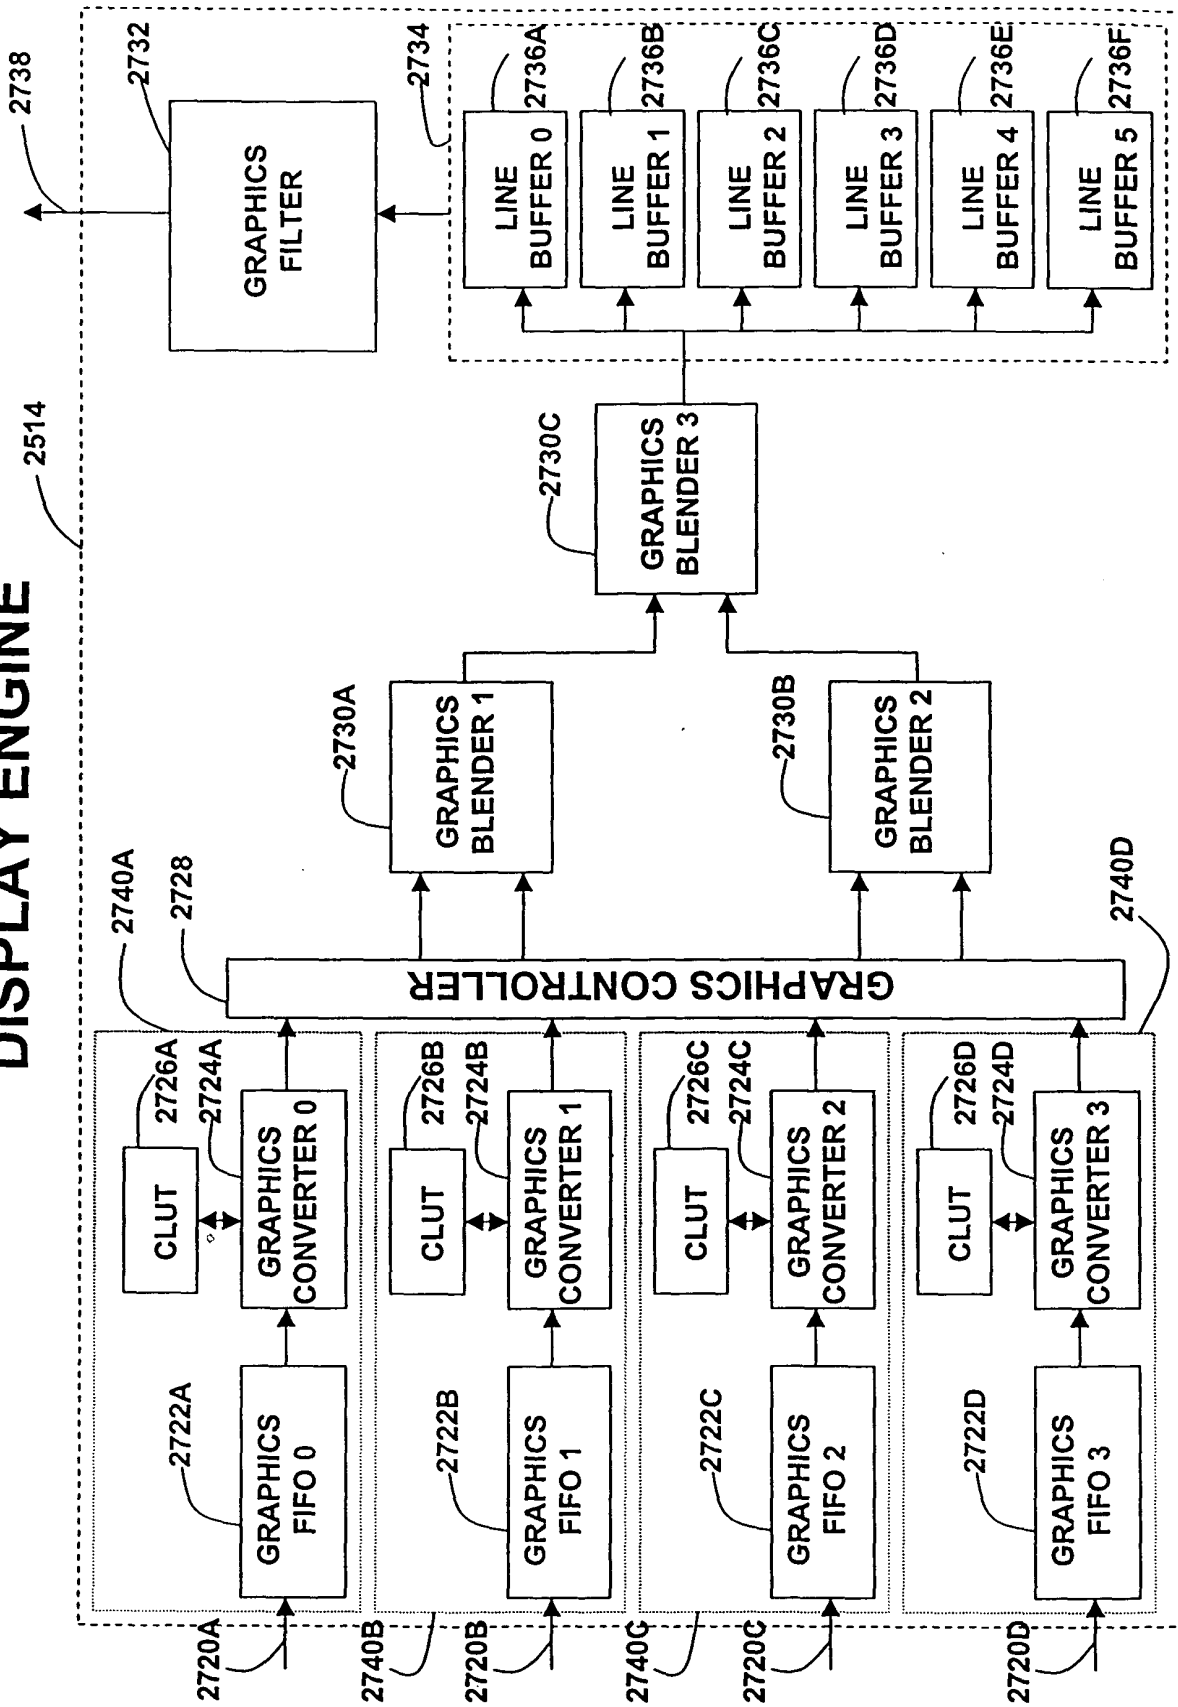 DISPLAY ENGINE
2514
2738
2740A
2728
2720A
2722A
GRAPHICS
FIFO 0
CLUT
2726A
2724A
GRAPHICS
CONVERTER 0
2740B
2720B
2722B
GRAPHICS
FIFO 1
CLUT
2726B
2724B
GRAPHICS
CONVERTER 1
2740C
2720C
2722C
GRAPHICS
FIFO 2
CLUT
2726C
2724C
GRAPHICS
CONVERTER 2
2720D
2722D
GRAPHICS
FIFO 3
CLUT
2726D
2724D
GRAPHICS
CONVERTER 3
2740D
GRAPHICS CONTROLLER
2730A
GRAPHICS
BLENDER 1
2730B
GRAPHICS
BLENDER 2
2730C
GRAPHICS
BLENDER 3
2732
GRAPHICS
FILTER
2734
LINE
BUFFER 0
2736A
LINE
BUFFER 1
2736B
LINE
BUFFER 2
2736C
LINE
BUFFER 3
2736D
LINE
BUFFER 4
2736E
LINE
BUFFER 5
2736F